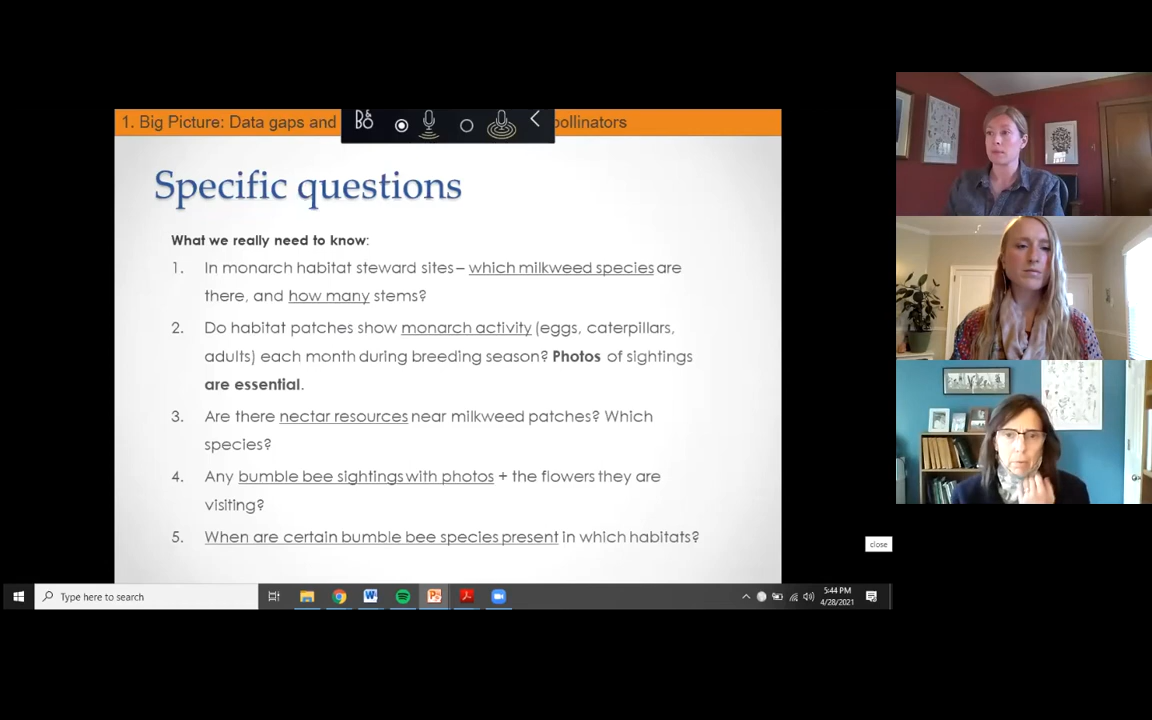 1. Big Picture: Data gaps and
pollinators
Specific questions
What we really need to know:
1. In monarch habitat steward sites – which milkweed species are
there, and how many stems?
2. Do habitat patches show monarch activity (eggs, caterpillars,
adults) each month during breeding season? Photos of sightings
are essential.
3. Are there nectar resources near milkweed patches? Which
species?
4. Any bumble bee sightings with photos + the flowers they are
visiting?
5. When are certain bumble bee species present in which habitats?
close
Type here to search
5:44 PM
4/28/2021